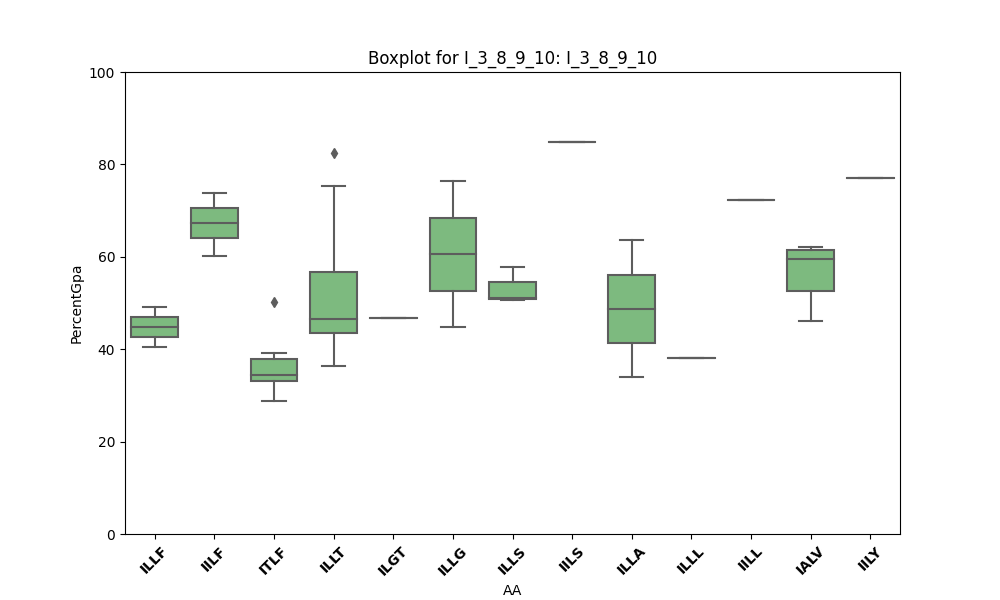 Boxplot for I_3_8_9_10: I_3_8_9_10
100
80
60
40
20
0
PercentGpa
ILLF
IILF
ITLF
ILLT
ILGT
ILLG
ILLS
IILS
ILLA
ILLL
IILL
IALV
IILY
AA